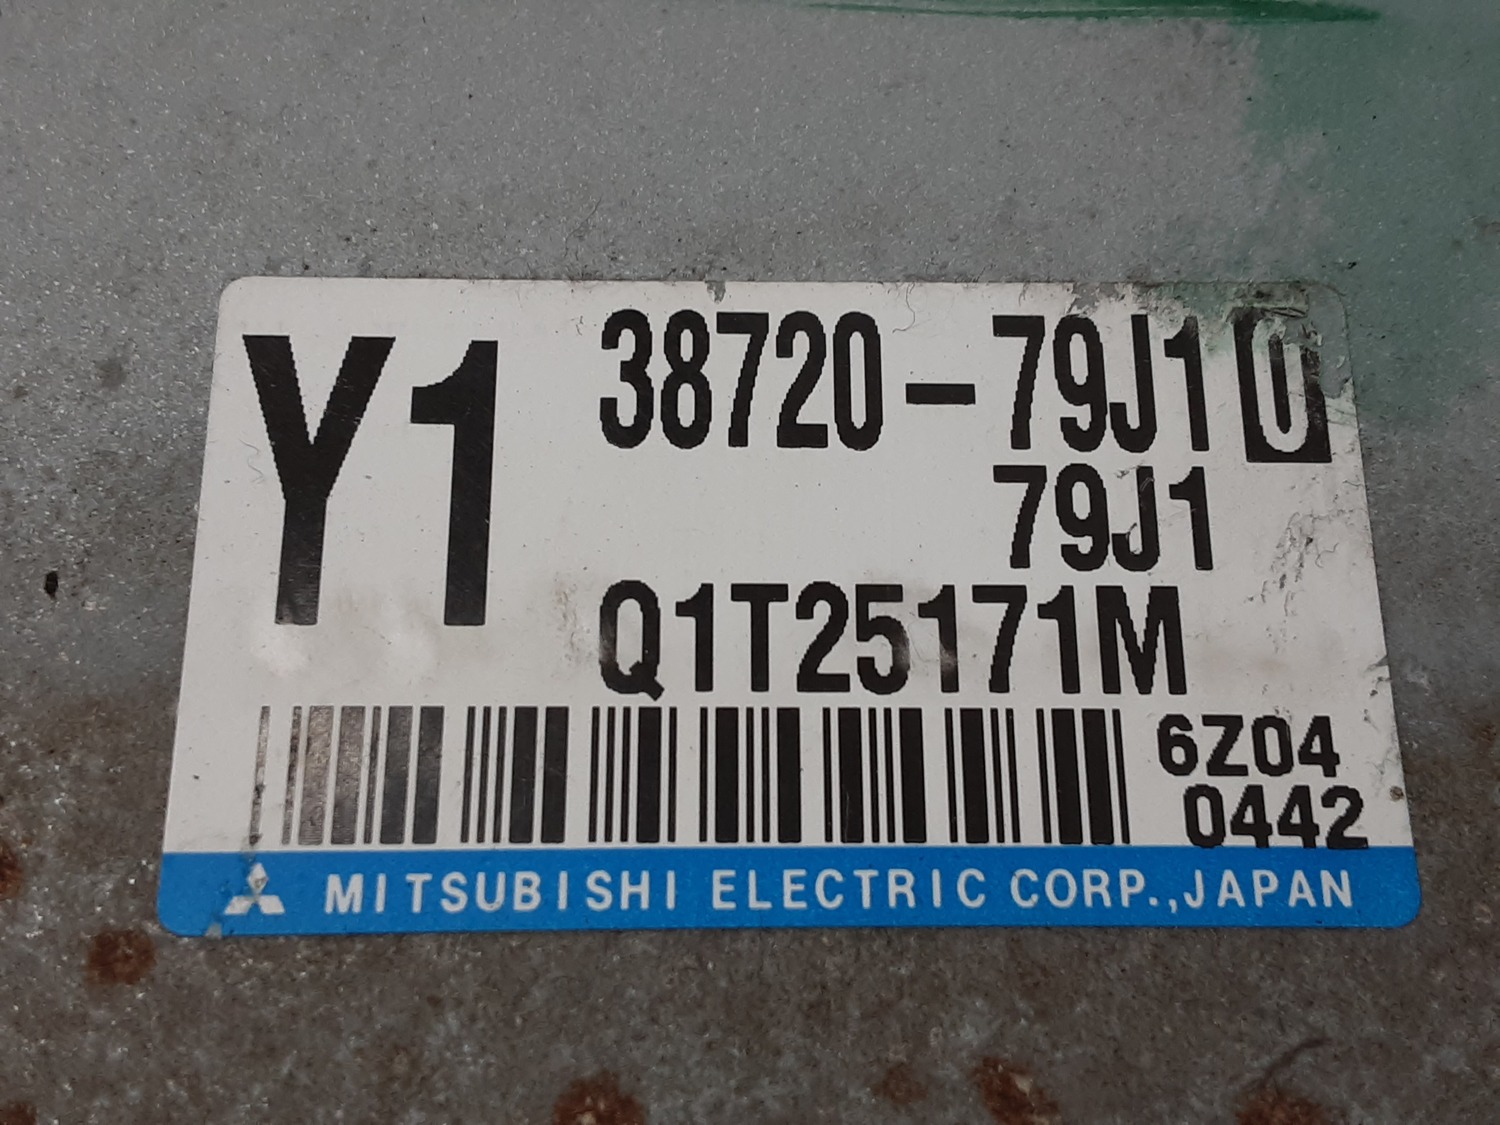 Y1
38720-79J10
79J1
Q1T25171M
6Z04
0442
MITSUBISHI ELECTRIC CORP.,JAPAN